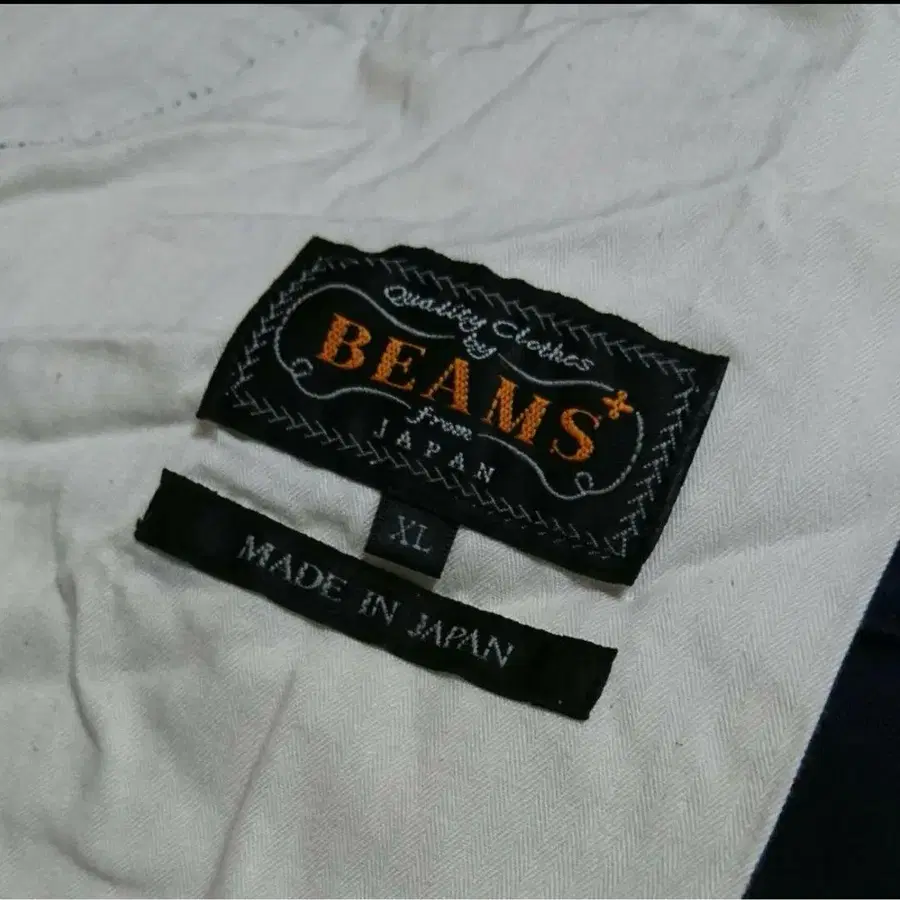 Quality Clothes
by
BEAMS+
from
JAPAN
XL
MADE IN JAPAN